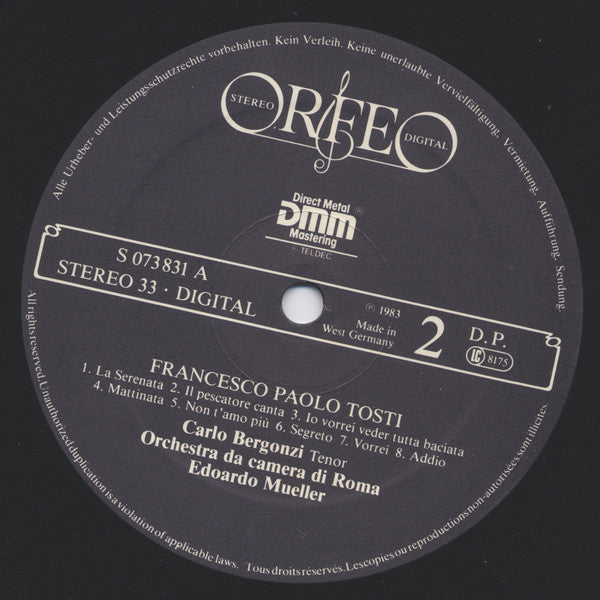 Alle Urheber- und Leistungsschutzrechte vorbehalten. Kein Verleih. Keine unerlaubte Vervielfältigung, Vermietung, Aufführung, Sendung.
ORFEO
STEREO
DIGITAL
Direct Metal
DMM
Mastering
TELDEC
S 073831 A
STEREO 33 · DIGITAL
℗ 1983
Made in
West Germany
2
D. P.
LC 8175
FRANCESCO PAOLO TOSTI
1. La Serenata 2. Il pescatore canta 3. Io vorrei veder tutta baciata
4. Mattinata 5. Non t'amo più 6. Segreto 7. Vorrei 8. Addio
Carlo Bergonzi Tenor
Orchestra da camera di Roma
Edoardo Mueller
All rights reserved. Unauthorized duplication is a violation of applicable laws. Tous droits réservés. Les copies ou reproductions non-autorisées sont illicites.